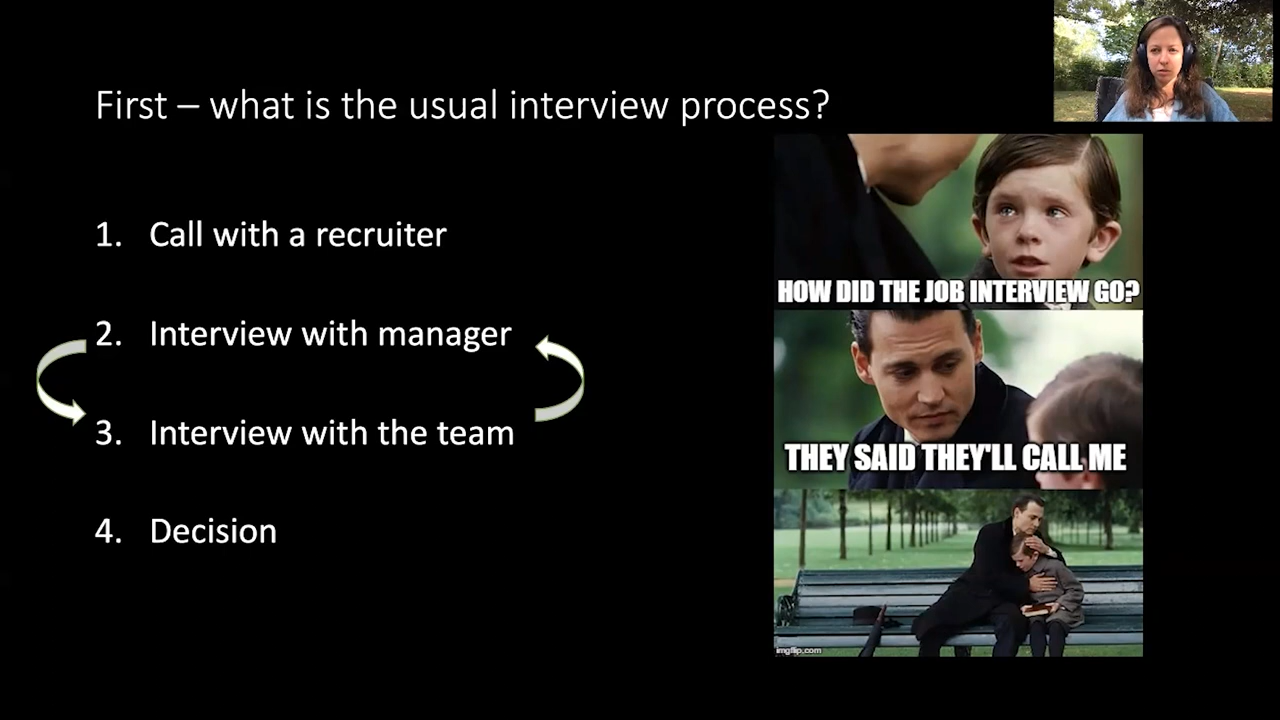 First – what is the usual interview process?
1. Call with a recruiter
2. Interview with manager
3. Interview with the team
4. Decision
HOW DID THE JOB INTERVIEW GO?
THEY SAID THEY'LL CALL ME
imgflip.com